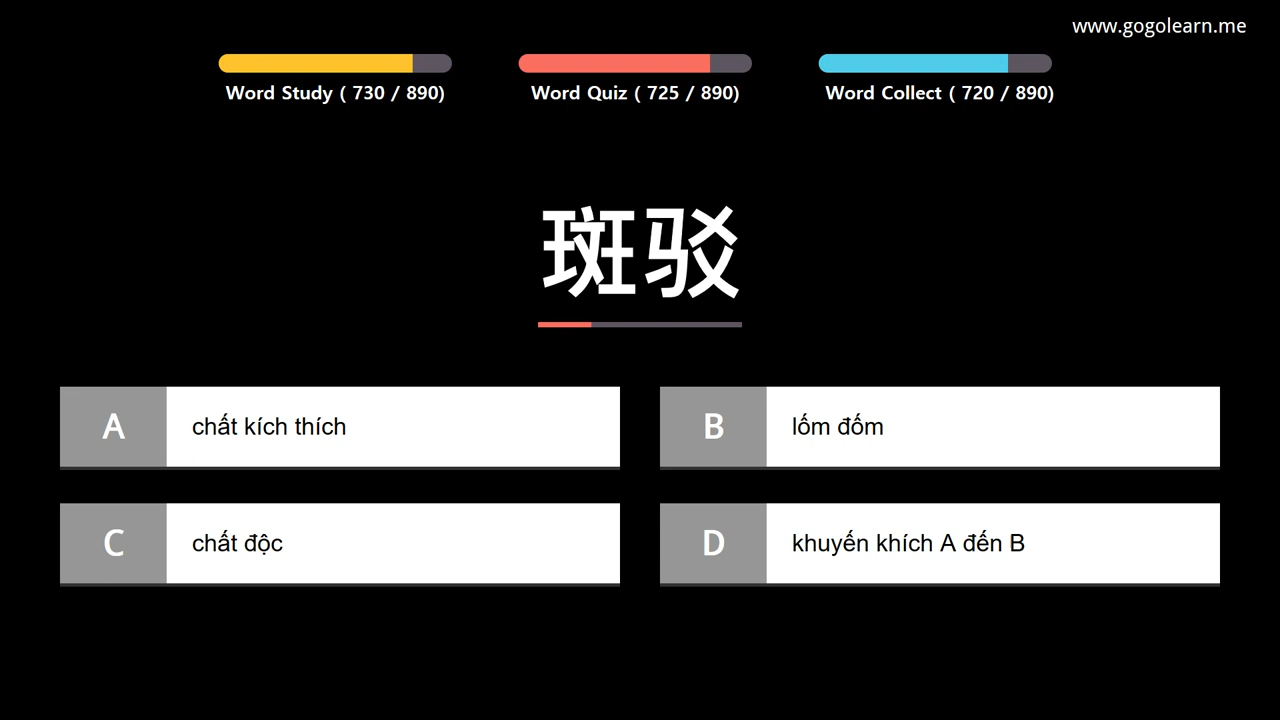 www.gogolearn.me
Word Study ( 730 / 890)
Word Quiz ( 725 / 890)
Word Collect ( 720 / 890)
斑驳
A chất kích thích
B lốm đốm
C chất độc
D khuyến khích A đến B